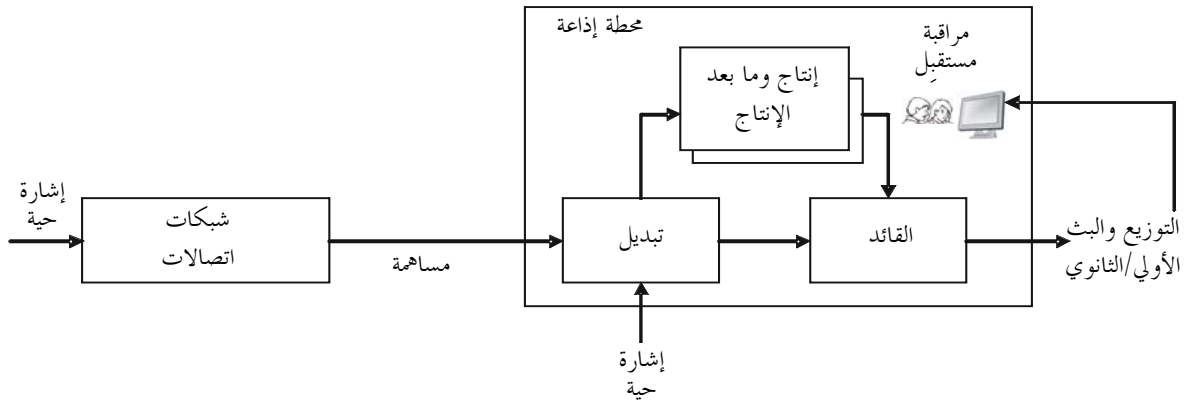 محطة إذاعة
مراقبة
مستقبِل
إنتاج وما بعد
الإنتاج
إشارة
حية
شبكات
اتصالات
مساهمة
تبديل
القائد
التوزيع والبث
الأولي/الثانوي
إشارة
حية